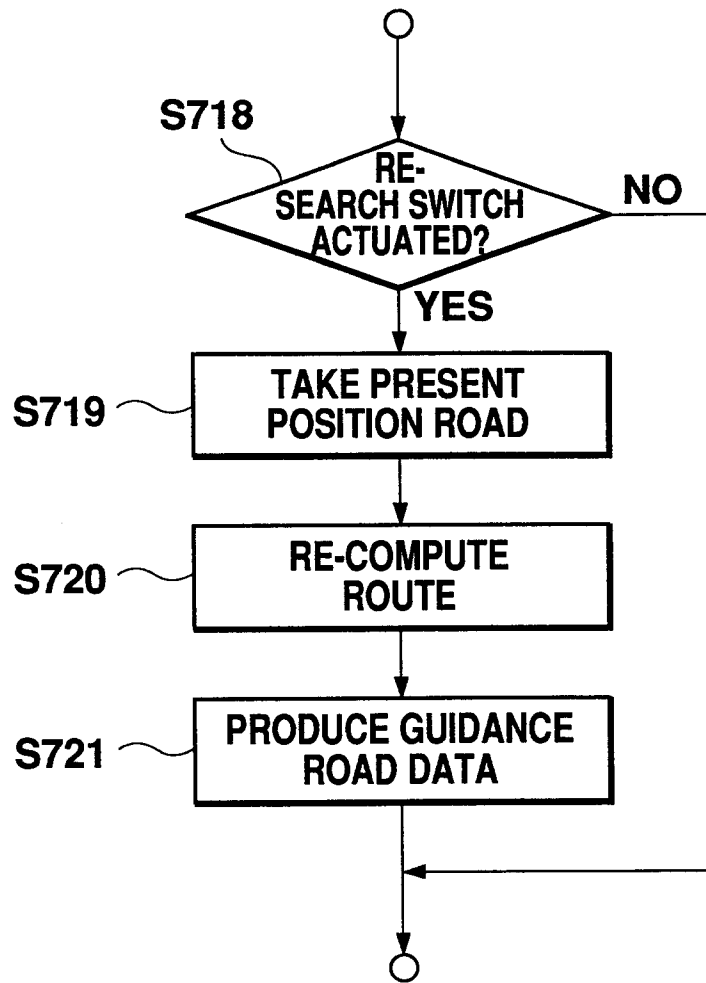 S718
RE-
SEARCH SWITCH
ACTUATED?
NO
YES
S719
TAKE PRESENT
POSITION ROAD
S720
RE-COMPUTE
ROUTE
S721
PRODUCE GUIDANCE
ROAD DATA